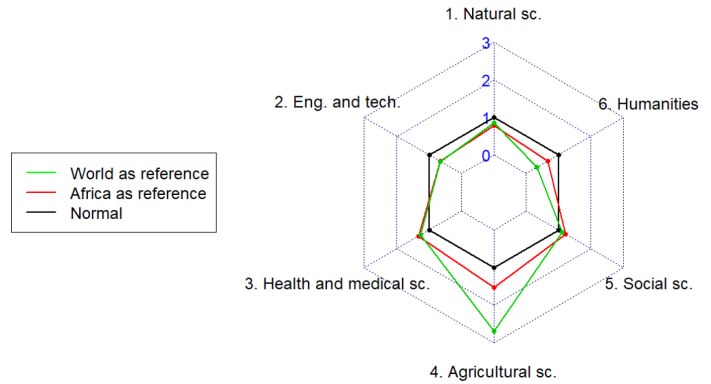 1. Natural sc.
3
2. Eng. and tech.
2
6. Humanities
1
0
World as reference
Africa as reference
Normal
3. Health and medical sc.
5. Social sc.
4. Agricultural sc.